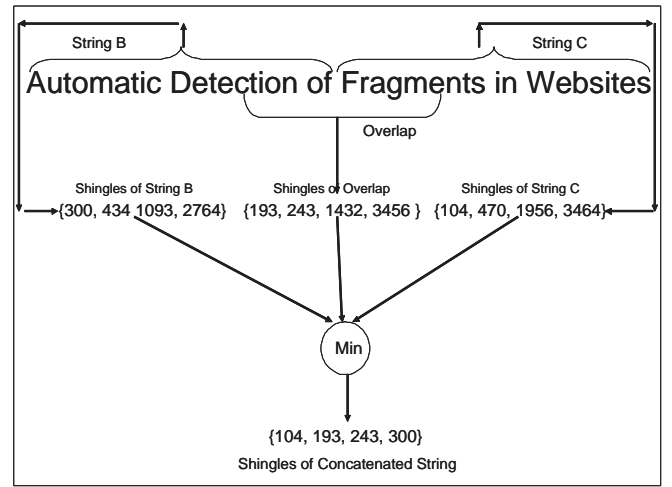 String B
String C
Automatic Detection of Fragments in Websites
Overlap
Shingles of String B
Shingles of Overlap
Shingles of String C
{300, 434 1093, 2764}
{193, 243, 1432, 3456 }
{104, 470, 1956, 3464}
Min
{104, 193, 243, 300}
Shingles of Concatenated String